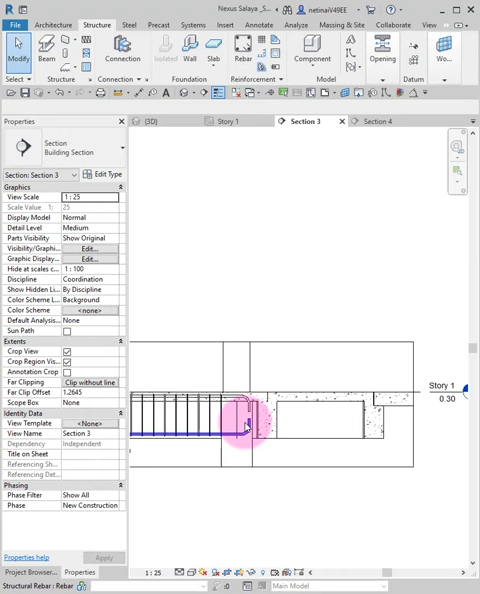 R
Nexus Salaya _S...
netinaiV49EE
File
Architecture
Structure
Steel
Precast
Systems
Insert
Annotate
Analyze
Massing & Site
Collaborate
View
Modify
Beam
Connection
Isolated
Wall
Slab
Rebar
Component
Opening
Wo...
Select
Structure
Connection
Foundation
Reinforcement
Model
Datum
Properties
{3D}
Story 1
Section 3
Section 4
Section
Building Section
Section: Section 3
Edit Type
Graphics
View Scale
1 : 25
Scale Value 1:
25
Display Model
Normal
Detail Level
Medium
Parts Visibility
Show Original
Visibility/Graphi...
Edit...
Graphic Display...
Edit...
Hide at scales c...
1 : 100
Discipline
Coordination
Show Hidden Li...
By Discipline
Color Scheme L...
Background
Color Scheme
<none>
Default Analysis...
None
Sun Path
Extents
Crop View
Crop Region Vis...
Annotation Crop
Far Clipping
Clip without line
Far Clip Offset
1.2645
Scope Box
None
Identity Data
View Template
<None>
View Name
Section 3
Dependency
Independent
Title on Sheet
Referencing Sh...
Referencing Det...
Phasing
Phase Filter
Show All
Phase
New Construction
Story 1
0.30
Properties help
Apply
Project Browser...
Properties
1 : 25
Structural Rebar : Rebar
:0
Main Model